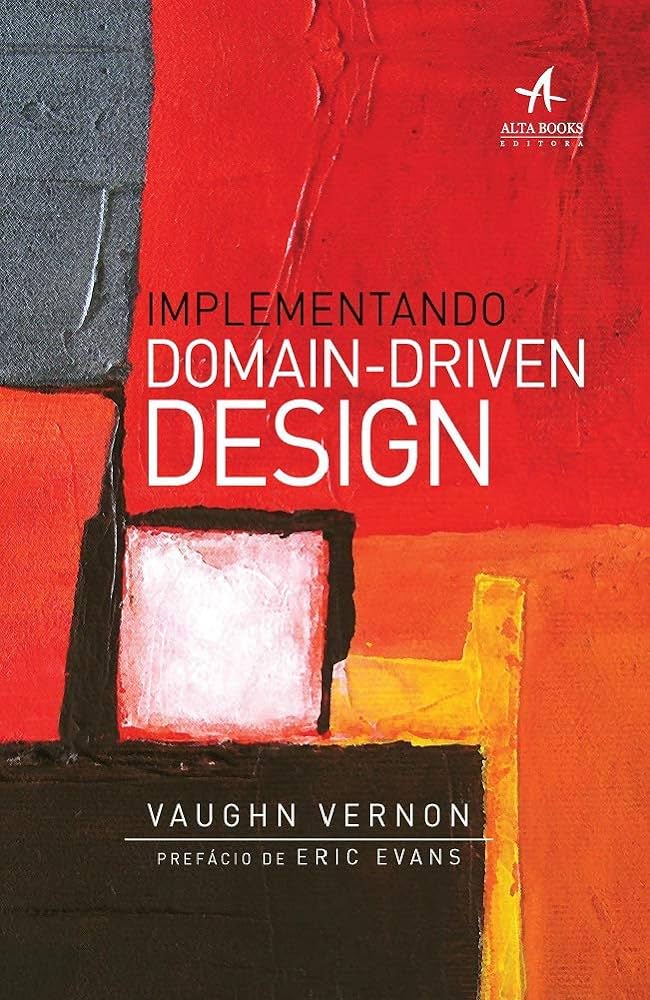 ALTA BOOKS
EDITORA
IMPLEMENTANDO
DOMAIN-DRIVEN
DESIGN
VAUGHN VERNON
PREFÁCIO DE ERIC EVANS